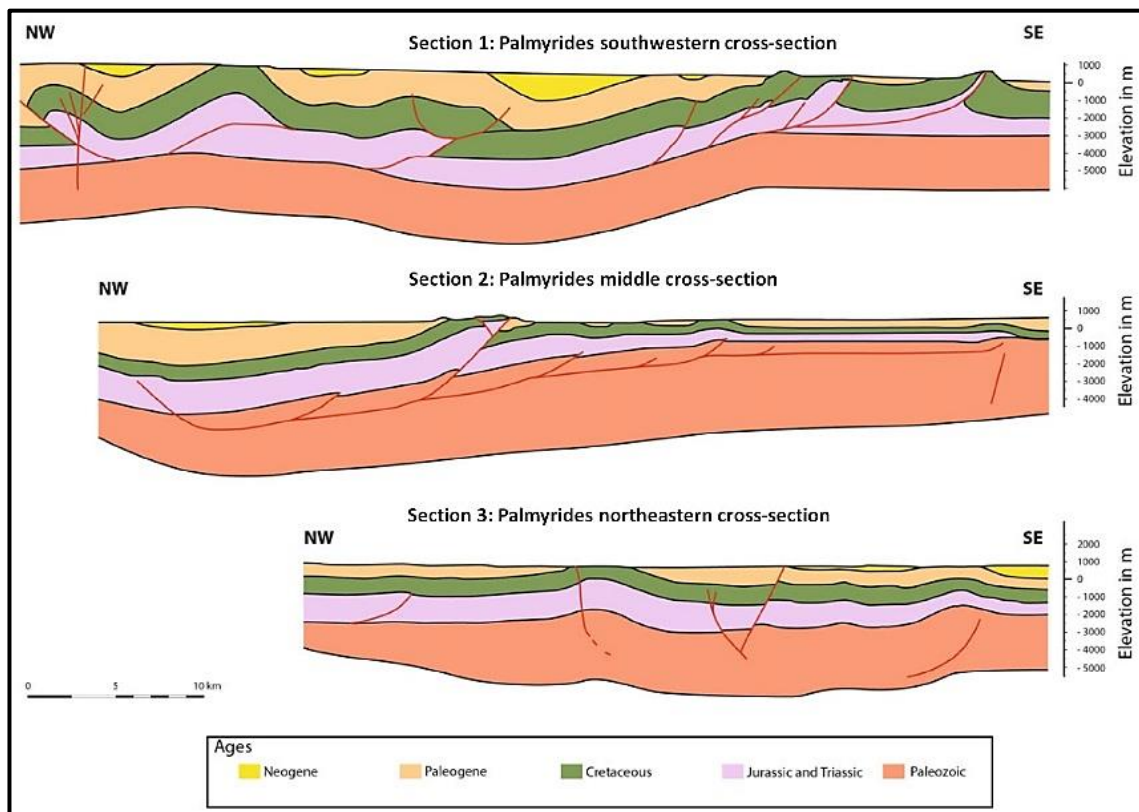 NW
Section 1: Palmyrides southwestern cross-section
SE
1000
0
- 1000
- 2000
- 3000
- 4000
- 5000
Elevation in m
NW
Section 2: Palmyrides middle cross-section
SE
1000
0
- 1000
- 2000
- 3000
- 4000
Elevation in m
Section 3: Palmyrides northeastern cross-section
NW
SE
2000
1000
0
- 1000
- 2000
- 3000
- 4000
- 5000
Elevation in m
0 5 10 km
Ages
Neogene Paleogene Cretaceous Jurassic and Triassic Paleozoic